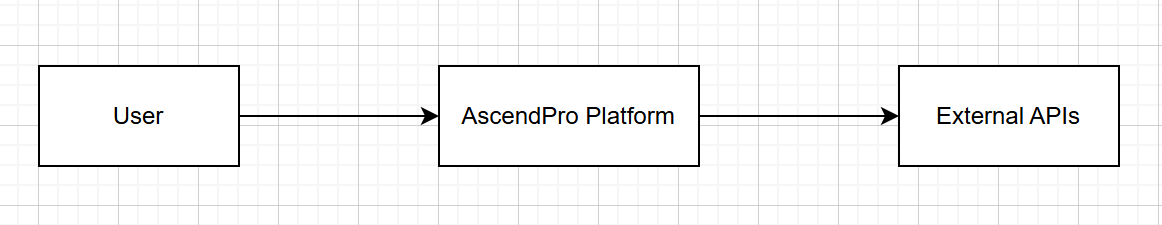 User
AscendPro Platform
External APIs